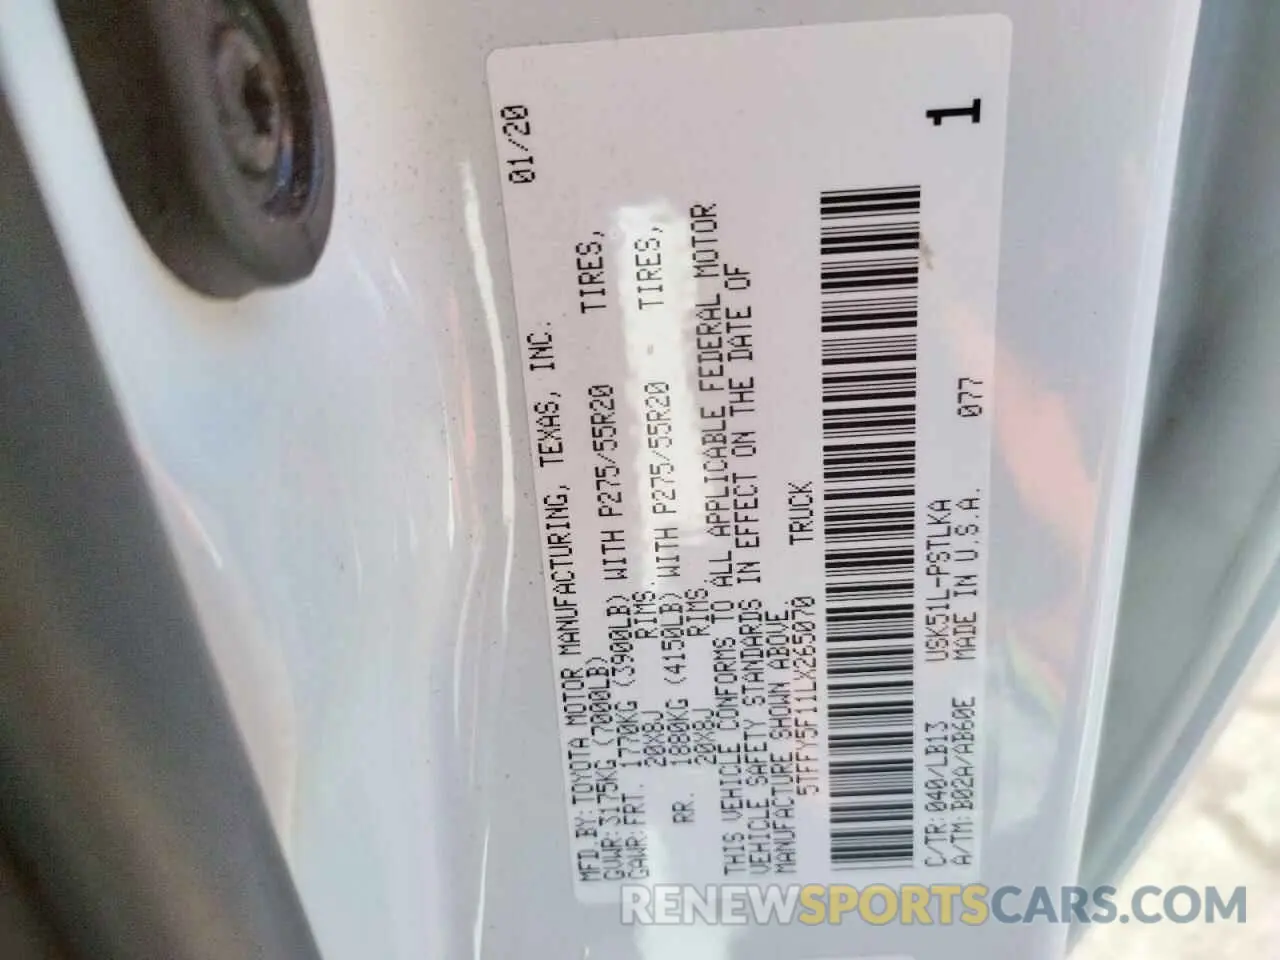 MFD.BY:TOYOTA MOTOR MANUFACTURING, TEXAS, INC. 01/20
GVWR:3175KG (7000LB)
GAWR:FRT. 1770KG (3900LB) WITH P275/55R20 TIRES,
20X8J RIMS,
RR. 1880KG (4150LB) WITH P275/55R20 - TIRES,
20X8J RIMS
THIS VEHICLE CONFORMS TO ALL APPLICABLE FEDERAL MOTOR
VEHICLE SAFETY STANDARDS IN EFFECT ON THE DATE OF
MANUFACTURE SHOWN ABOVE.
5TFFY5F11LX265070 TRUCK
C/TR:040/LB13 USK51L-PSTLKA 077
A/TM:B02A/AB60E MADE IN U.S.A.
1
RENEWSPORTSCARS.COM